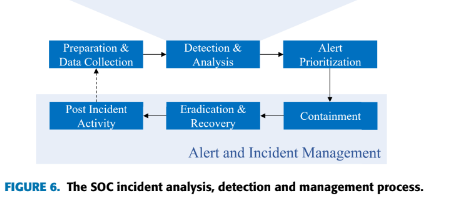 Preparation &
Data Collection
Detection &
Analysis
Alert
Prioritization
Post Incident
Activity
Eradication &
Recovery
Containment
Alert and Incident Management
FIGURE 6. The SOC incident analysis, detection and management process.